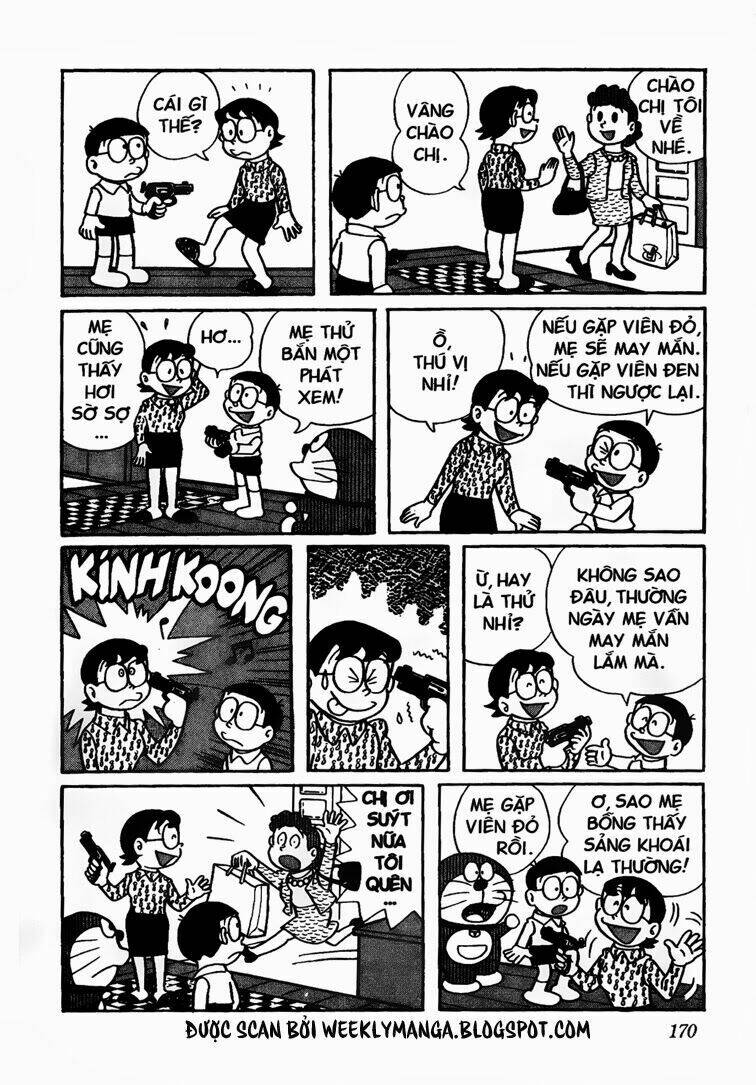 CHÀO
CHỊ TÔI
VỀ
NHÉ.
VÂNG
CHÀO
CHỊ.
CÁI GÌ
THẾ?
NẾU GẶP VIÊN ĐỎ,
MẸ SẼ MAY MẮN.
NẾU GẶP VIÊN ĐEN
THÌ NGƯỢC LẠI.
Ồ,
THÚ VỊ
NHỈ!
MẸ THỬ
BẮN MỘT
PHÁT
XEM!
HƠ...
MẸ
CŨNG
THẤY
HƠI
SỜ SỢ
...
KHÔNG SAO
ĐÂU, THƯỜNG
NGÀY MẸ VẪN
MAY MẮN
LẮM MÀ.
Ừ, HAY
LÀ THỬ
NHỈ?
KÍNH KOONG
Ơ, SAO MẸ
BỖNG THẤY
SẢNG KHOÁI
LẠ THƯỜNG!
MẸ GẶP
VIÊN ĐỎ
RỒI.
CHỊ ƠI
SUÝT
NỮA
TÔI
QUÊN
...
ĐƯỢC SCAN BỞI WEEKLYMANGA.BLOGSPOT.COM
170